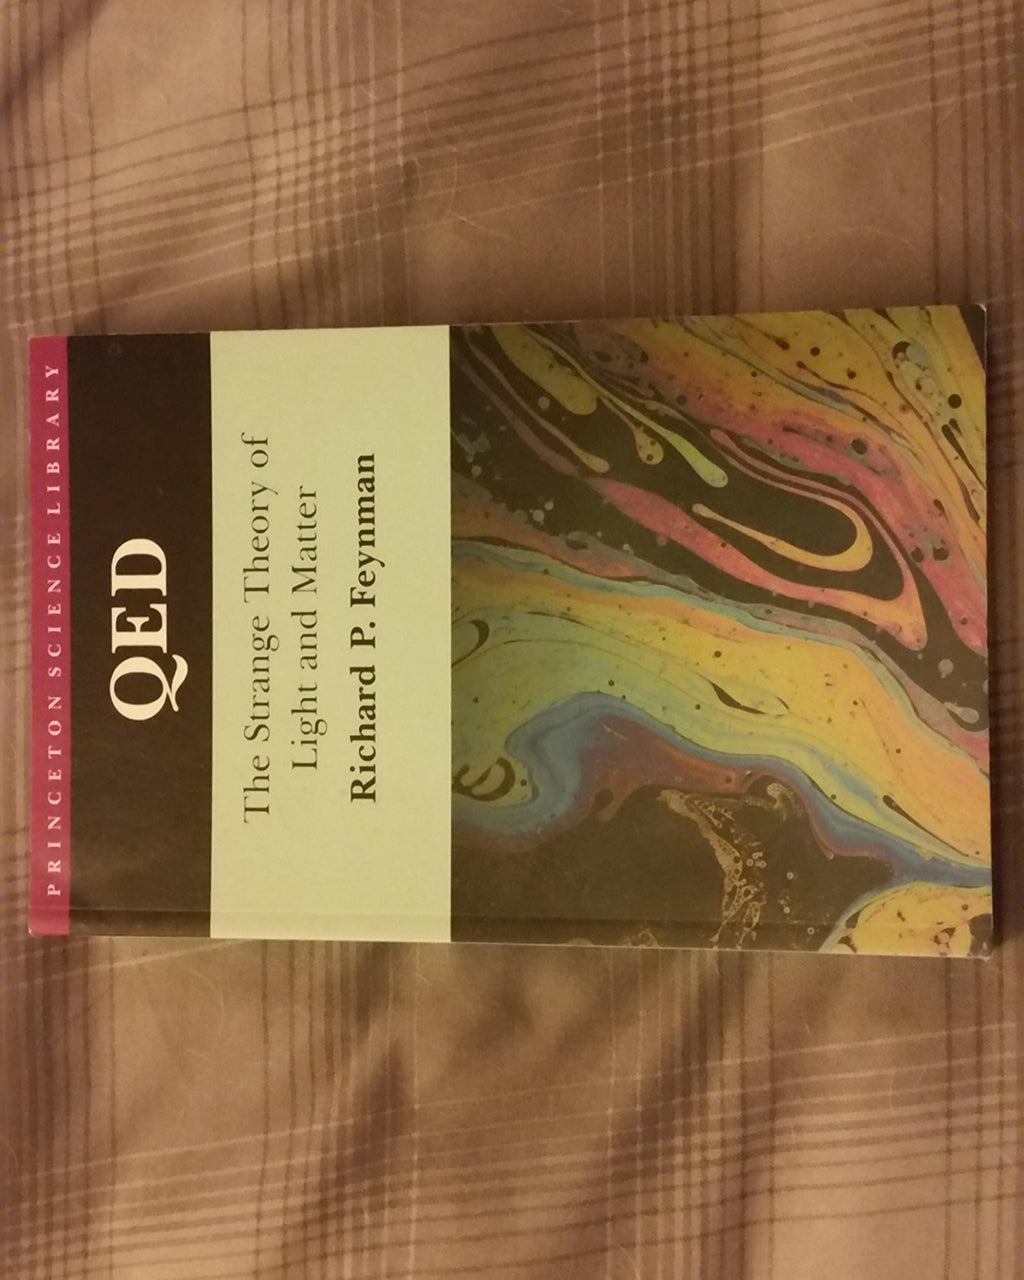 PRINCETON SCIENCE LIBRARY
QED
The Strange Theory of
Light and Matter
Richard P. Feynman